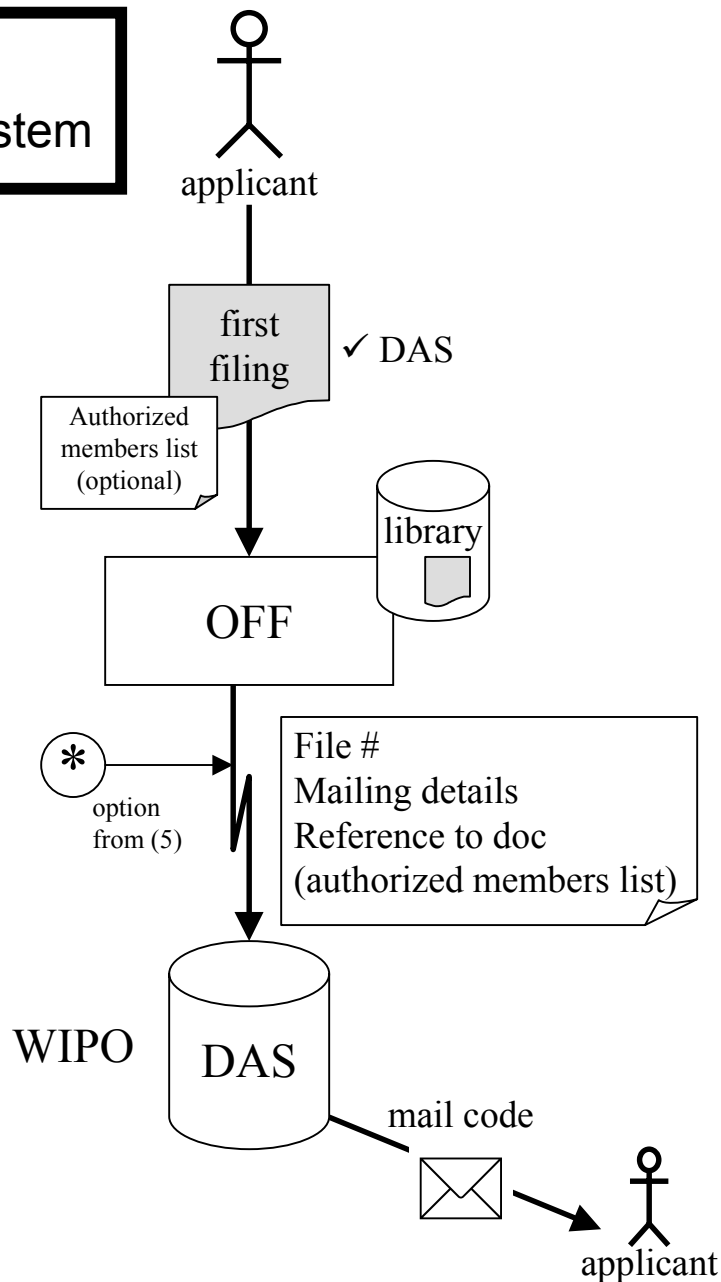 stem
applicant
first
filing
✓ DAS
Authorized
members list
(optional)
library
OFF
*
option
from (5)
File #
Mailing details
Reference to doc
(authorized members list)
WIPO
DAS
mail code
applicant